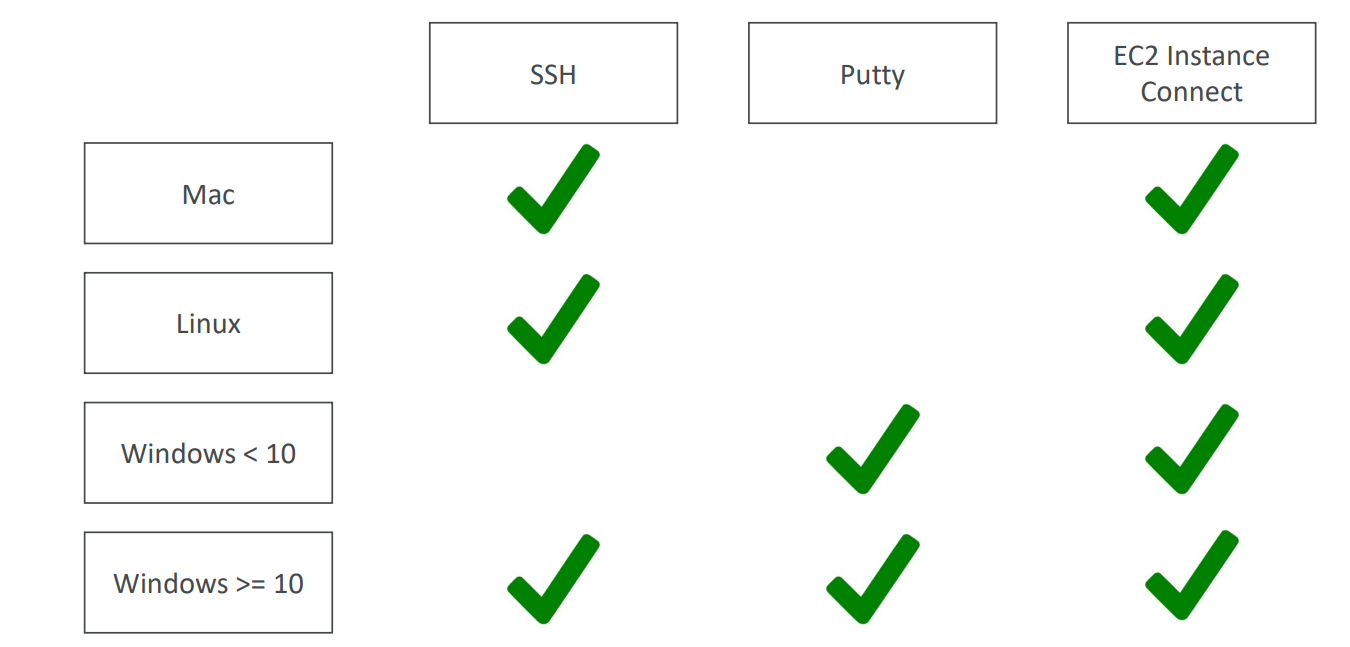 SSH
Putty
EC2 Instance
Connect
Mac
Linux
Windows < 10
Windows >= 10